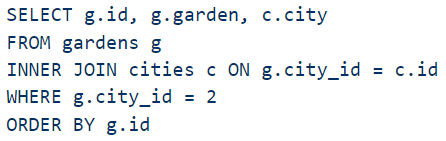 SELECT g.id, g.garden, c.city
FROM gardens g
INNER JOIN cities c ON g.city_id = c.id
WHERE g.city_id = 2
ORDER BY g.id